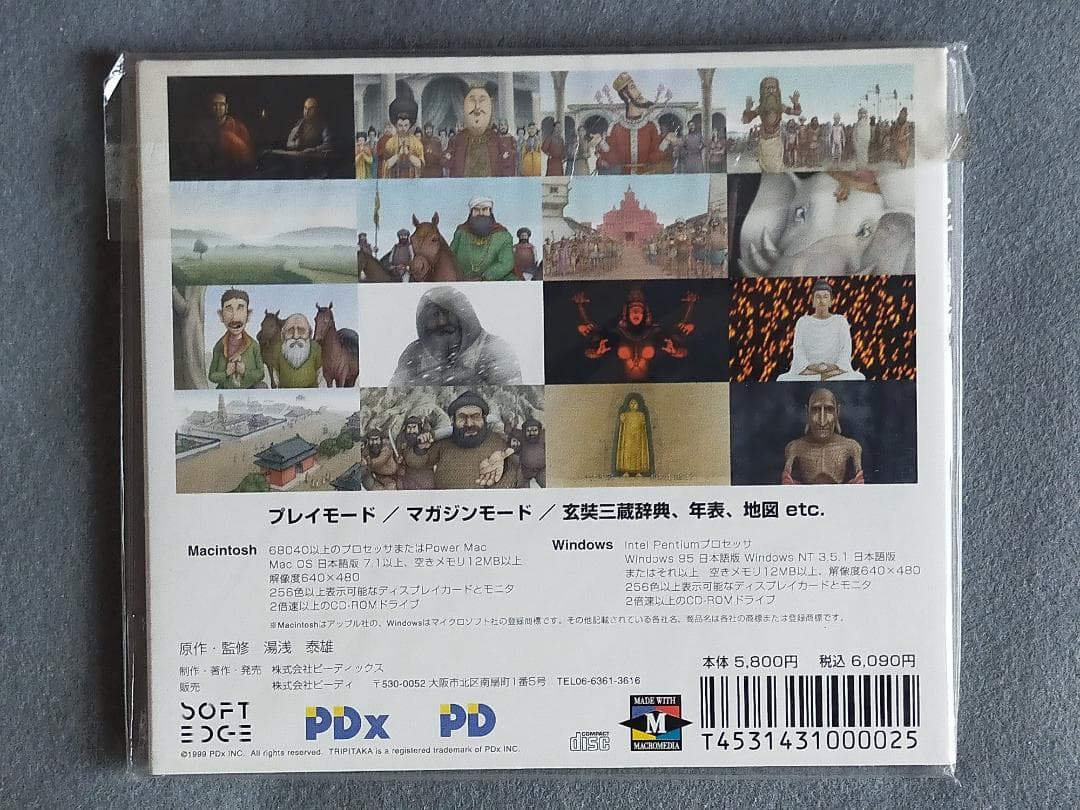 プレイモード / マガジンモード / 玄奘三蔵辞典、年表、地図 etc.
Macintosh 68040以上のプロセッサまたはPower Mac
Mac OS 日本語版 7.1以上、空きメモリ12MB以上
解像度640×480
256色以上表示可能なディスプレイカードとモニタ
2倍速以上のCD-ROMドライブ
Windows Intel Pentiumプロセッサ
Windows 95 日本語版 Windows NT 3.5.1 日本語版
またはそれ以上 空きメモリ12MB以上、解像度640×480
256色以上表示可能なディスプレイカードとモニタ
2倍速以上のCD-ROMドライブ
※Macintoshはアップル社の、Windowsはマイクロソフト社の登録商標です。その他記載されている各社名、商品名は各社の商標または登録商標です。
原作・監修 湯浅 泰雄
制作・著作・発売 株式会社ピーディックス
販売 株式会社ピーディ 〒530-0052 大阪市北区南扇町1番5号 TEL06-6361-3616
本体 5,800円 税込 6,090円
SOFT
EDGE
PDx
PD
COMPACT
disc
MADE WITH
M
MACROMEDIA
T4531431000025
©1999 PDx INC. All rights reserved. TRIPITAKA is a registered trademark of PDx INC.